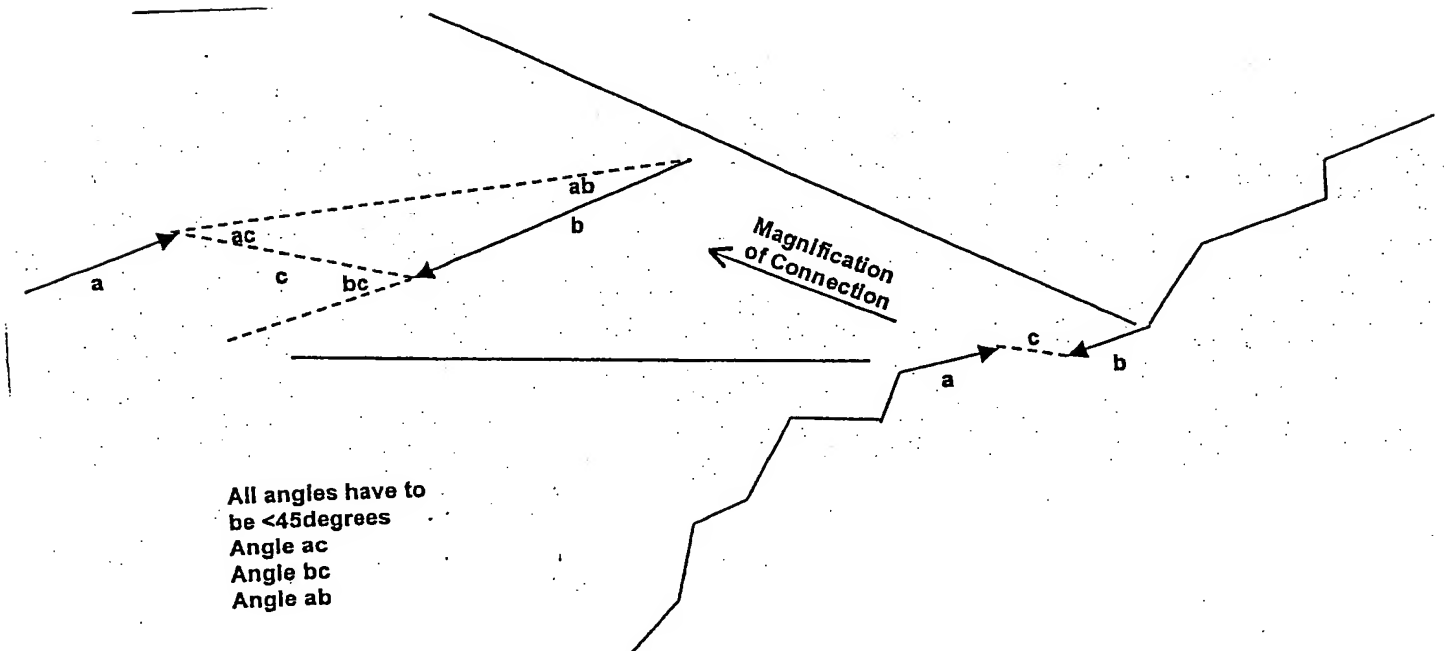 ab
b
ac
c
bc
a
Magnification
of Connection
c
a
b
All angles have to
be <45degrees
Angle ac
Angle bc
Angle ab